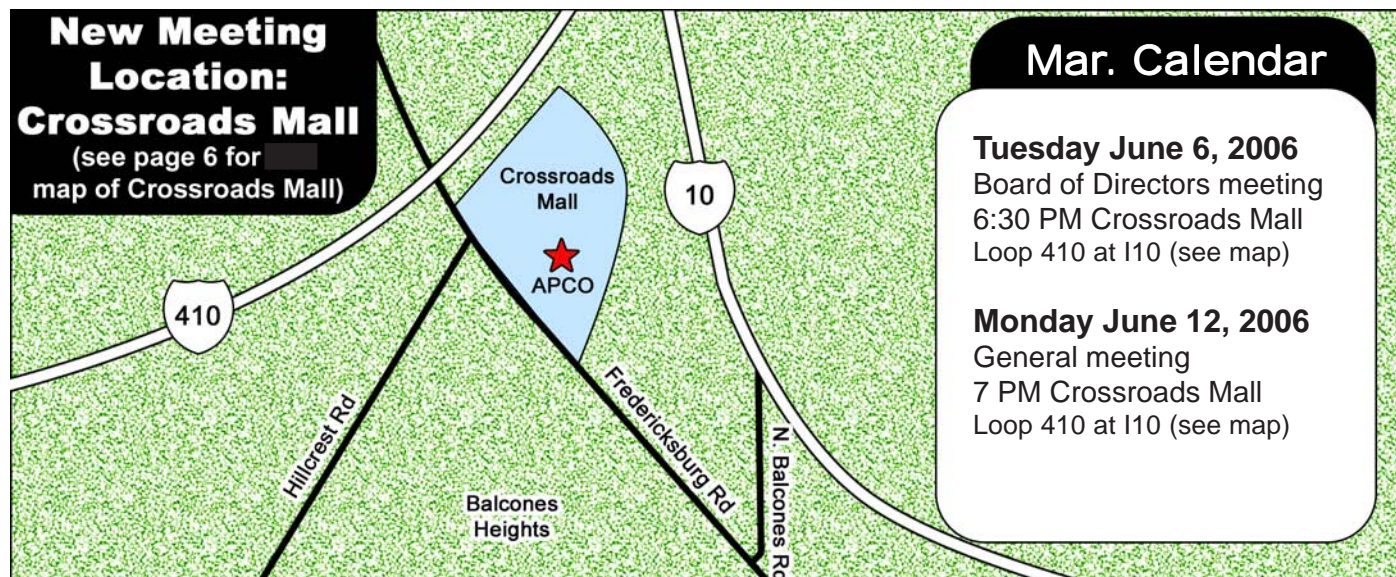 New Meeting
Location:
Crossroads Mall
(see page 6 for
map of Crossroads Mall)
Crossroads
Mall
APCO
10
410
Hillcrest Rd
Fredericksburg Rd
N. Balcones Rd
Balcones
Heights
Mar. Calendar
Tuesday June 6, 2006
Board of Directors meeting
6:30 PM Crossroads Mall
Loop 410 at I10 (see map)
Monday June 12, 2006
General meeting
7 PM Crossroads Mall
Loop 410 at I10 (see map)